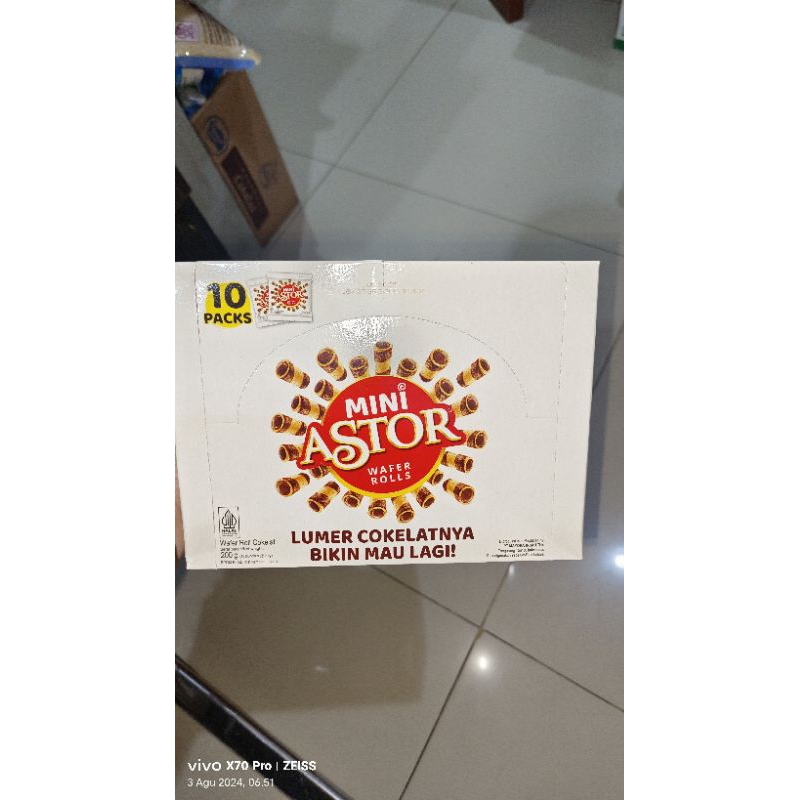 10
PACKS
MINI
ASTOR
MINI
ASTOR
WAFER
ROLLS
LUMER COKELATNYA
BIKIN MAU LAGI!
Wafer Roll Cokelat
200 g
vivo X70 Pro | ZEISS
3 Agu 2024, 06.51